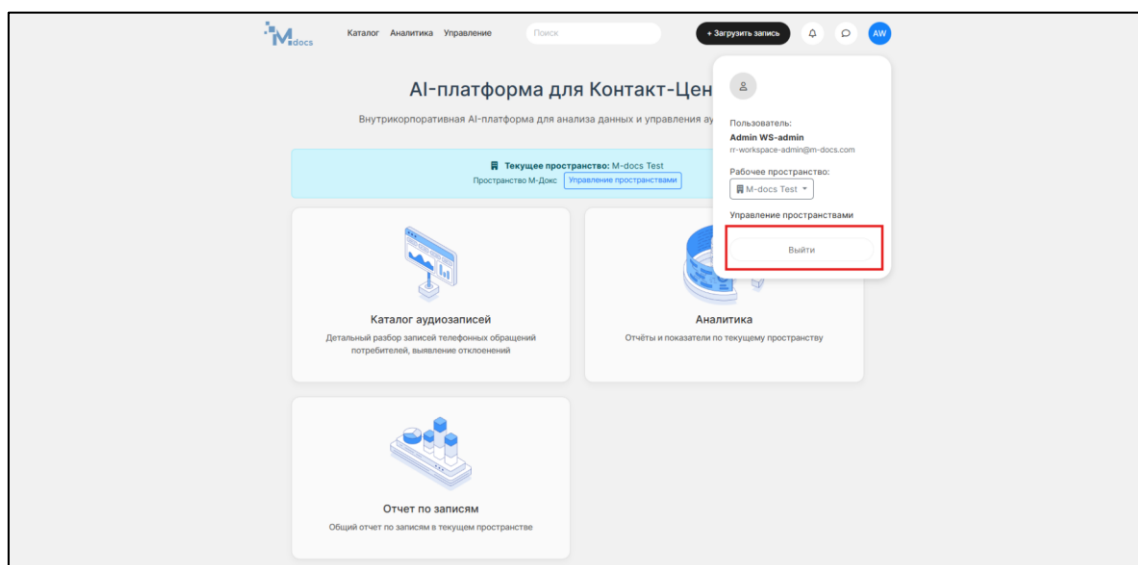 M docs
Каталог Аналитика Управление Поиск + Загрузить запись AW
AI-платформа для Контакт-Цен
Внутрикорпоративная AI-платформа для анализа данных и управления ау
Текущее пространство: M-docs Test
Пространство М-Докс Управление пространствами
Пользователь:
Admin WS-admin
rr-workspace-admin@m-docs.com
Рабочее пространство:
M-docs Test
Управление пространствами
Выйти
Каталог аудиозаписей
Детальный разбор записей телефонных обращений
потребителей, выявление отклоенений
Аналитика
Отчёты и показатели по текущему пространству
Отчет по записям
Общий отчет по записям в текущем пространстве